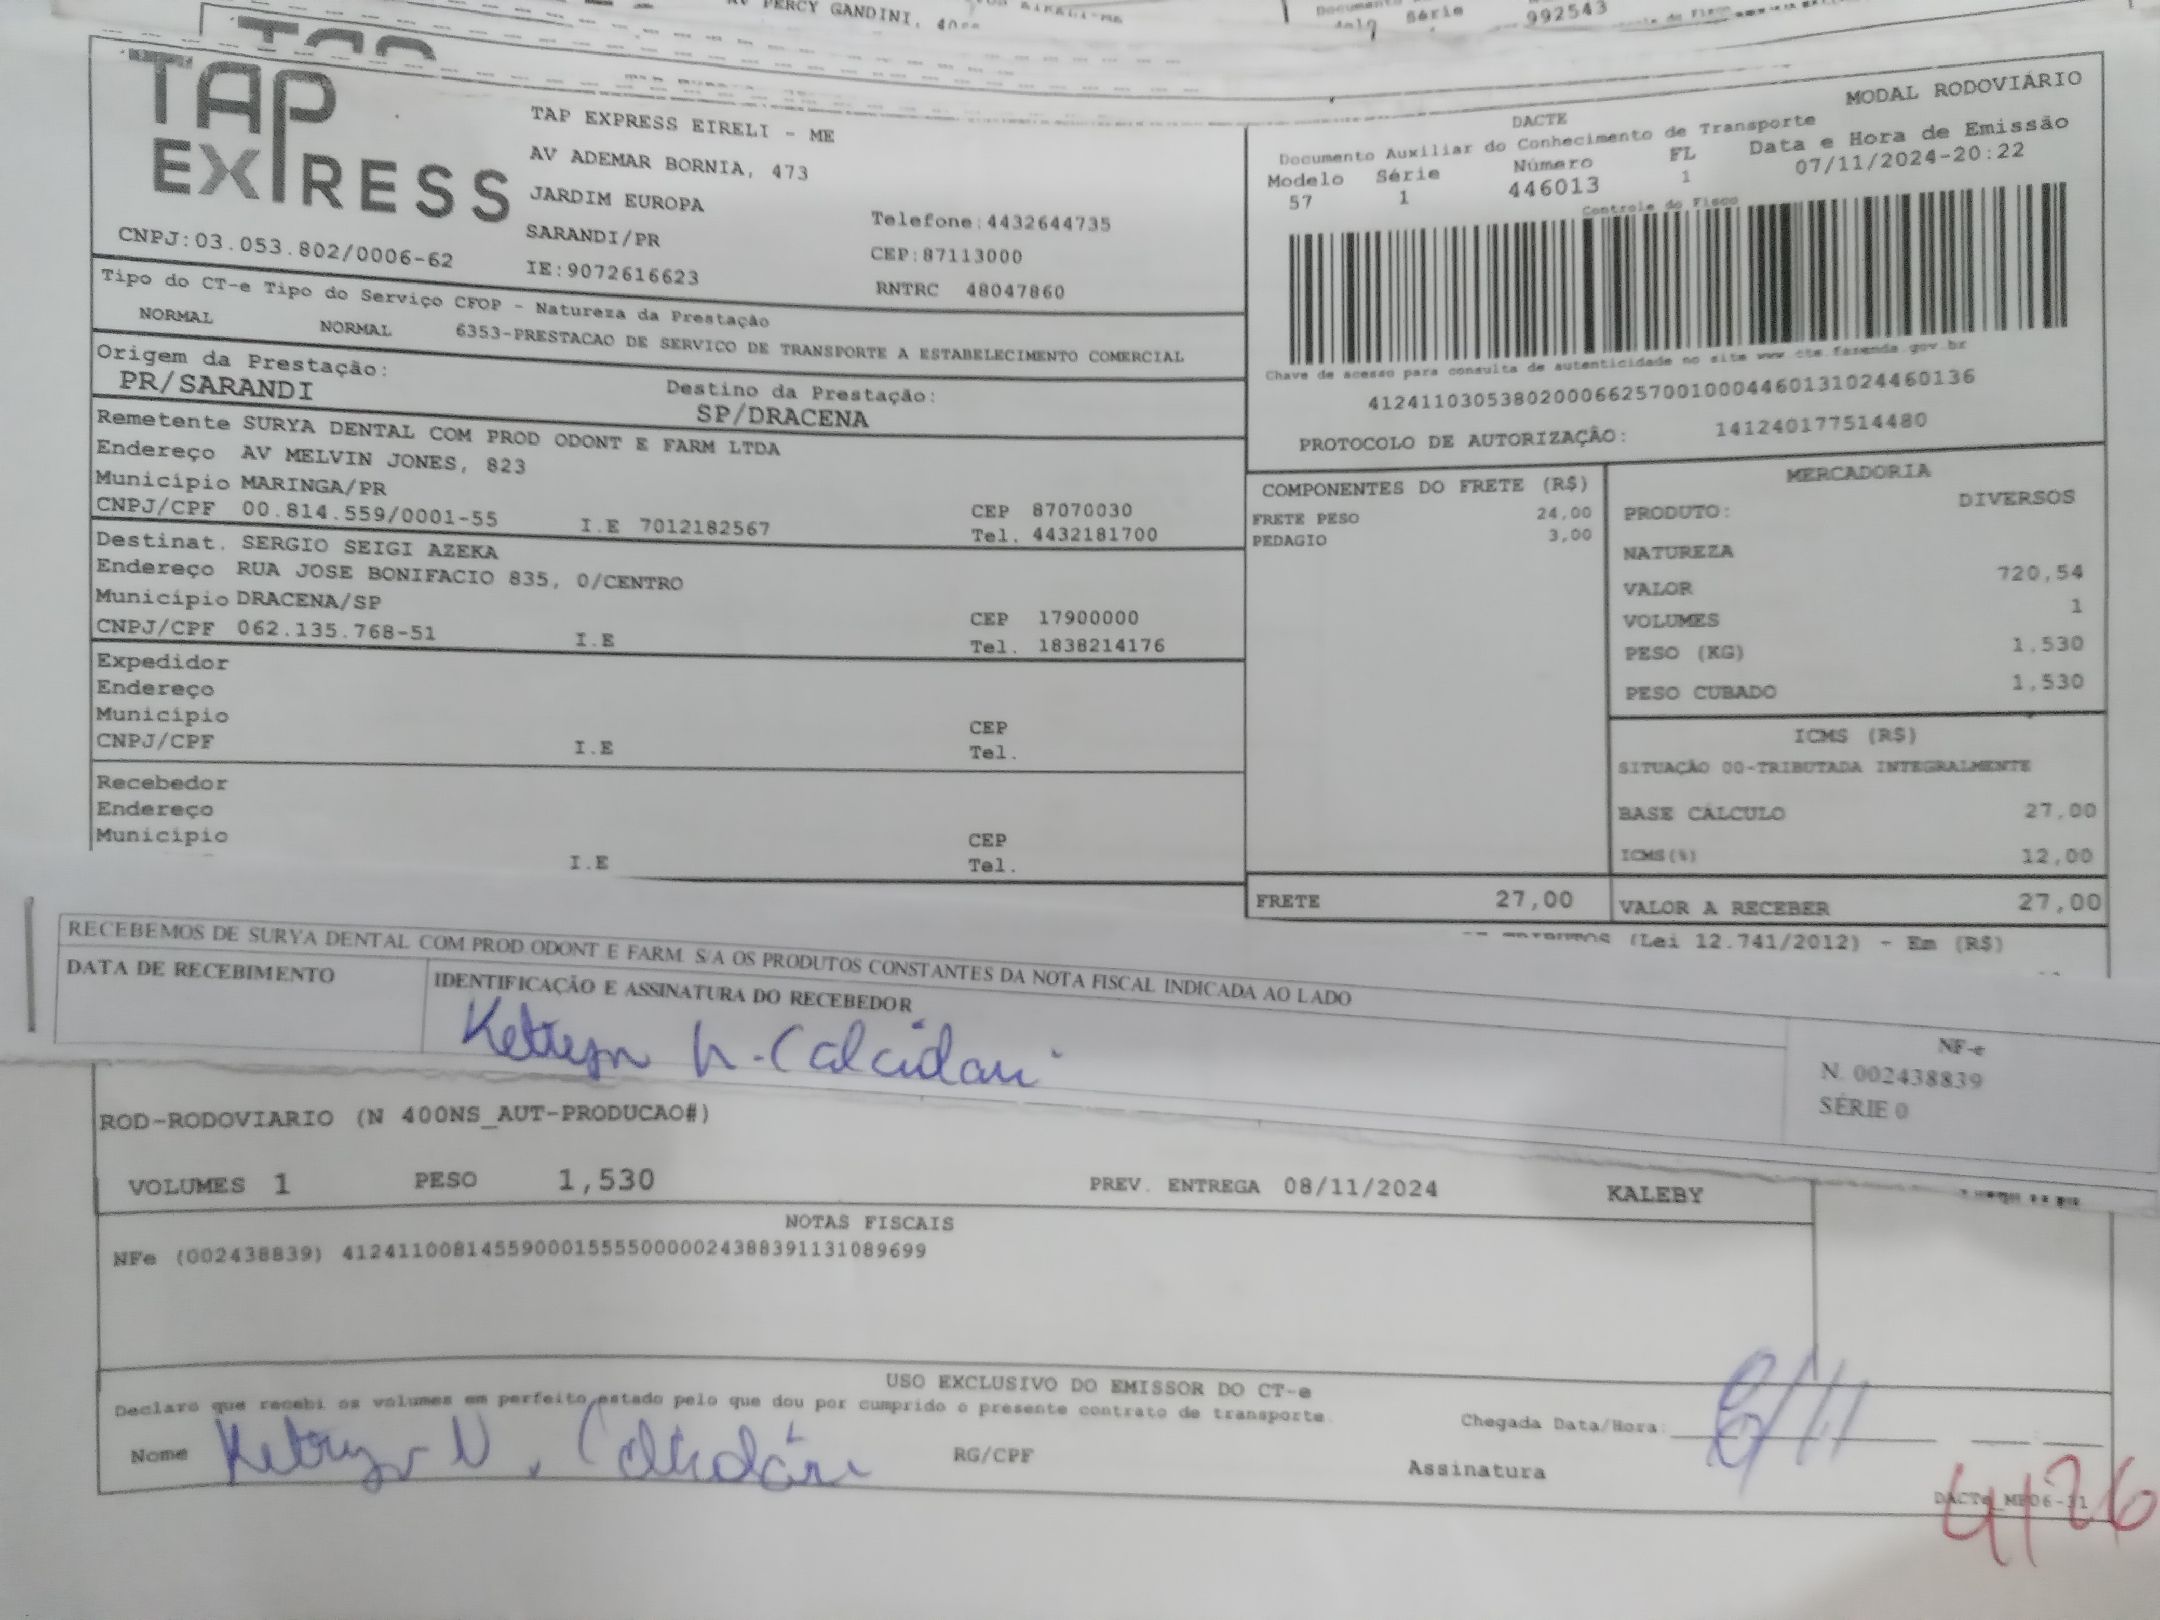 AV PERCY GANDINI,
Série
992543
TAP
EXPRESS
CNPJ:03.053.802/0006-62
TAP EXPRESS EIRELI - ME
AV ADEMAR BORNIA, 473
JARDIM EUROPA
SARANDI/PR
IE:9072616623
Telefone:4432644735
CEP:87113000
RNTRC 48047860
MODAL RODOVIÁRIO
DACTE
Documento Auxiliar do Conhecimento de Transporte
Modelo Série Número FL Data e Hora de Emissão
57 1 446013 1 07/11/2024-20:22
Controle do Fisco
Chave de acesso para consulta de autenticidade no site www.cte.fazenda.gov.br
41241103053802000662570010004460131024460136
PROTOCOLO DE AUTORIZAÇÃO: 141240177514480
Tipo do CT-e Tipo do Serviço CFOP - Natureza da Prestação
NORMAL NORMAL 6353-PRESTACAO DE SERVICO DE TRANSPORTE A ESTABELECIMENTO COMERCIAL
Origem da Prestação: Destino da Prestação:
PR/SARANDI SP/DRACENA
Remetente SURYA DENTAL COM PROD ODONT E FARM LTDA
Endereço AV MELVIN JONES, 823
Município MARINGA/PR CEP 87070030
CNPJ/CPF 00.814.559/0001-55 I.E 7012182567 Tel. 4432181700
Destinat. SERGIO SEIGI AZEKA
Endereço RUA JOSE BONIFACIO 835, 0/CENTRO
Município DRACENA/SP CEP 17900000
CNPJ/CPF 062.135.768-51 I.E Tel. 1838214176
Expedidor
Endereço
Município CEP
CNPJ/CPF I.E Tel.
Recebedor
Endereço
Município CEP
I.E Tel.
COMPONENTES DO FRETE (R$)
FRETE PESO 24,00
PEDAGIO 3,00
FRETE 27,00
MERCADORIA
PRODUTO: DIVERSOS
NATUREZA
VALOR 720,54
VOLUMES 1
PESO (KG) 1,530
PESO CUBADO 1,530
ICMS (R$)
SITUAÇÃO 00-TRIBUTADA INTEGRALMENTE
BASE CÁLCULO 27,00
ICMS(%) 12,00
VALOR A RECEBER 27,00
(Lei 12.741/2012) - Em (R$)
RECEBEMOS DE SURYA DENTAL COM PROD ODONT E FARM. S/A OS PRODUTOS CONSTANTES DA NOTA FISCAL INDICADA AO LADO
DATA DE RECEBIMENTO IDENTIFICAÇÃO E ASSINATURA DO RECEBEDOR
NF-e
N. 002438839
SÉRIE 0
ROD-RODOVIARIO (N 400NS_AUT-PRODUCAO#)
VOLUMES 1 PESO 1,530 PREV. ENTREGA 08/11/2024 KALEBY
NOTAS FISCAIS
NFe (002438839) 41241100814559000155550000024388391131089699
USO EXCLUSIVO DO EMISSOR DO CT-e
Declaro que recebi os volumes em perfeito estado pelo que dou por cumprido o presente contrato de transporte.
Chegada Data/Hora: 8/11
Nome RG/CPF Assinatura